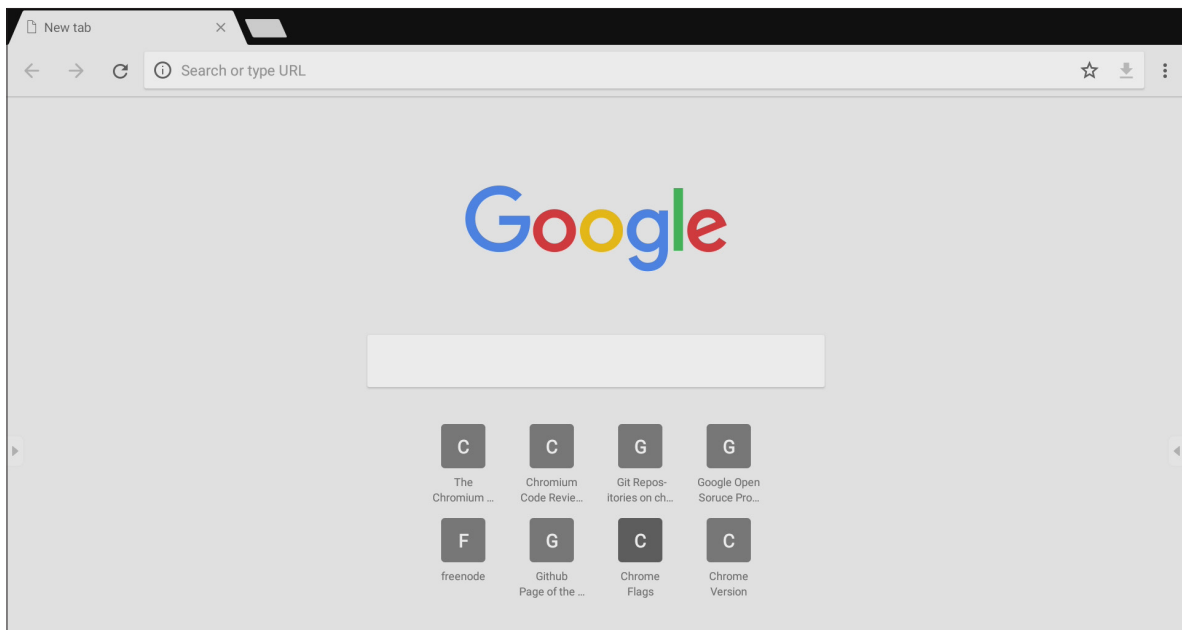 New tab
Search or type URL
Google
C
C
G
G
The
Chromium ...
Chromium
Code Revie...
Git Repos-
itories on ch...
Google Open
Soruce Pro...
F
G
C
C
freenode
Github
Page of the ...
Chrome
Flags
Chrome
Version